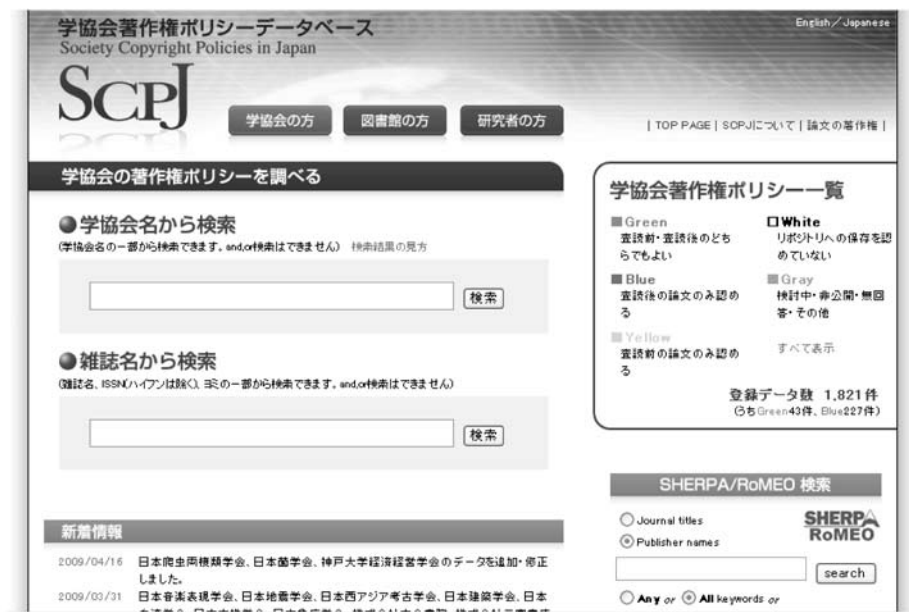 学協会著作権ポリシーデータベース
English／Japanese
Society Copyright Policies in Japan
SCPJ
学協会の方
図書館の方
研究者の方
| TOP PAGE | SCPJについて | 論文の著作権 |
学協会の著作権ポリシーを調べる
●学協会名から検索
(学協会名の一部から検索できます。and,or検索はできません) 検索結果の見方
検索
●雑誌名から検索
(雑誌名、ISSN(ハイフンは除く)、ヨミの一部から検索できます。and,or検索はできません)
検索
新着情報
2009/04/16 日本爬虫両棲類学会、日本菌学会、神戸大学経済経営学会のデータを追加・修正
しました。
2009/03/31 日本音楽表現学会、日本地震学会、日本西アジア考古学会、日本建築学会、日本
学協会著作権ポリシー一覧
■Green
査読前・査読後のどち
らでもよい
□White
リポジトリへの保存を認
めていない
■Blue
査読後の論文のみ認め
る
■Gray
検討中・非公開・無回
答・その他
■Yellow
査読前の論文のみ認め
る
すべて表示
登録データ数 1,821件
(うちGreen43件、Blue227件)
SHERPA/RoMEO 検索
Journal titles
Publisher names
SHERPA
RoMEO
search
Any or All keywords or